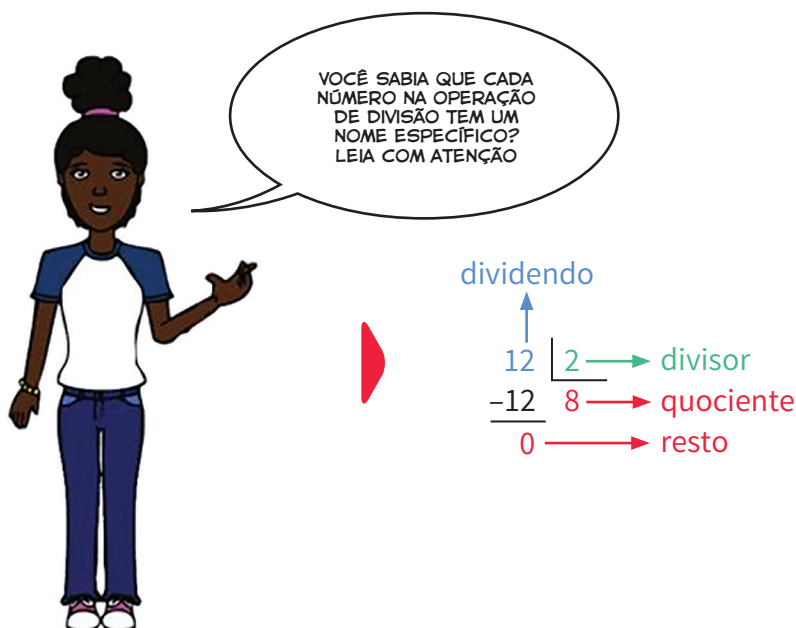 VOCÊ SABIA QUE CADA
NÚMERO NA OPERAÇÃO
DE DIVISÃO TEM UM
NOME ESPECÍFICO?
LEIA COM ATENÇÃO
dividendo
12 2 divisor
–12 8 quociente
0 resto